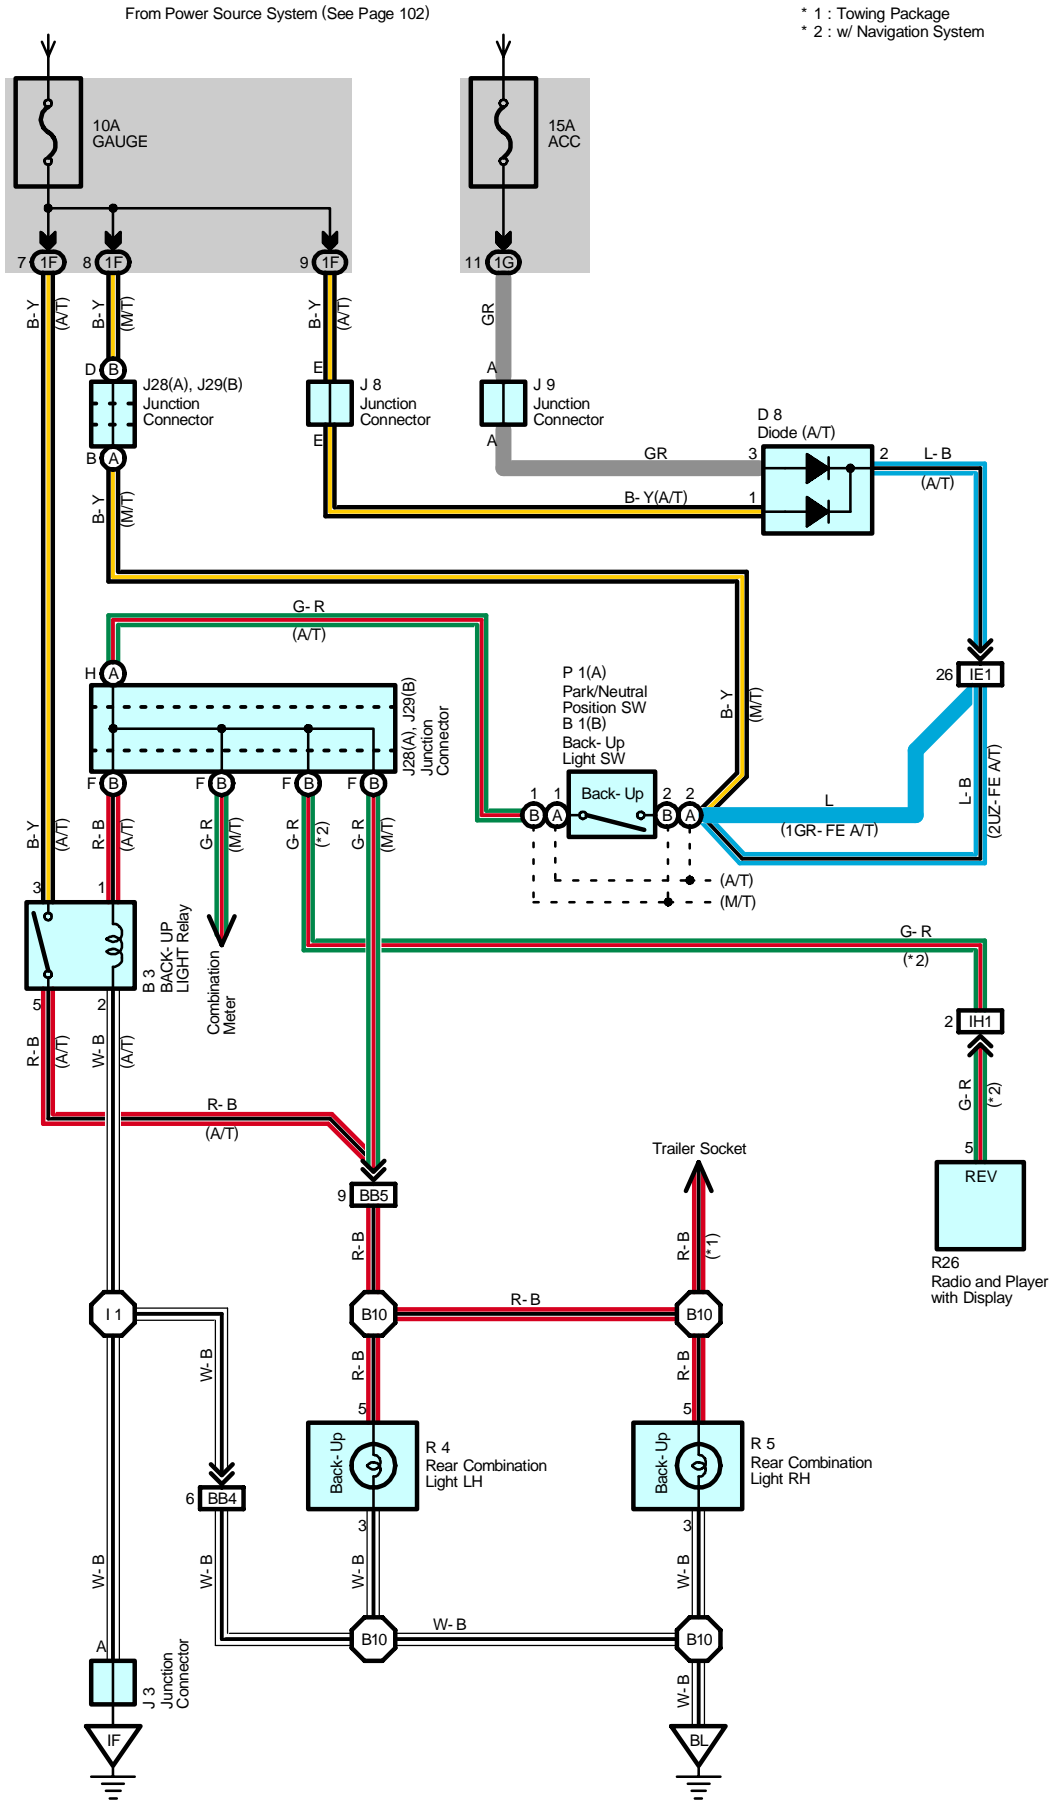 From Power Source System (See Page 102)
* 1 : Towing Package
* 2 : w/ Navigation System
10A
GAUGE
15A
ACC
7 1F
8 1F
9 1F
11 1G
B-Y
(A/T)
B-Y
(M/T)
B-Y
(A/T)
GR
D B
J28(A), J29(B)
Junction
Connector
B A
E
J 8
Junction
Connector
E
A
J 9
Junction
Connector
A
D 8
Diode (A/T)
GR
3
2
L-B
(A/T)
B-Y(A/T)
1
B-Y
(M/T)
G-R
(A/T)
H A
J28(A), J29(B)
Junction
Connector
P 1(A)
Park/Neutral
Position SW
B 1(B)
Back-Up
Light SW
B-Y
(M/T)
26 IE1
F B
F B
F B
F B
1
B
1
A
Back-Up
2
B
2
A
L
(1GR-FE A/T)
L-B
(2UZ-FE A/T)
(A/T)
(M/T)
B-Y
(A/T)
R-B
(A/T)
G-R
(M/T)
G-R
(*2)
G-R
(M/T)
3
1
B 3
BACK-UP
LIGHT Relay
5
2
Combination
Meter
G-R
(*2)
2 IH1
R-B
(A/T)
W-B
(A/T)
G-R
(*2)
R-B
(A/T)
5
REV
R26
Radio and Player
with Display
Trailer Socket
9 BB5
R-B
R-B
(*1)
I 1
B10
R-B
B10
W-B
R-B
R-B
5
5
Back-Up
R 4
Rear Combination
Light LH
Back-Up
R 5
Rear Combination
Light RH
6 BB4
3
3
W-B
W-B
W-B
W-B
B10
W-B
B10
A
J 3
Junction
Connector
W-B
IF
BL